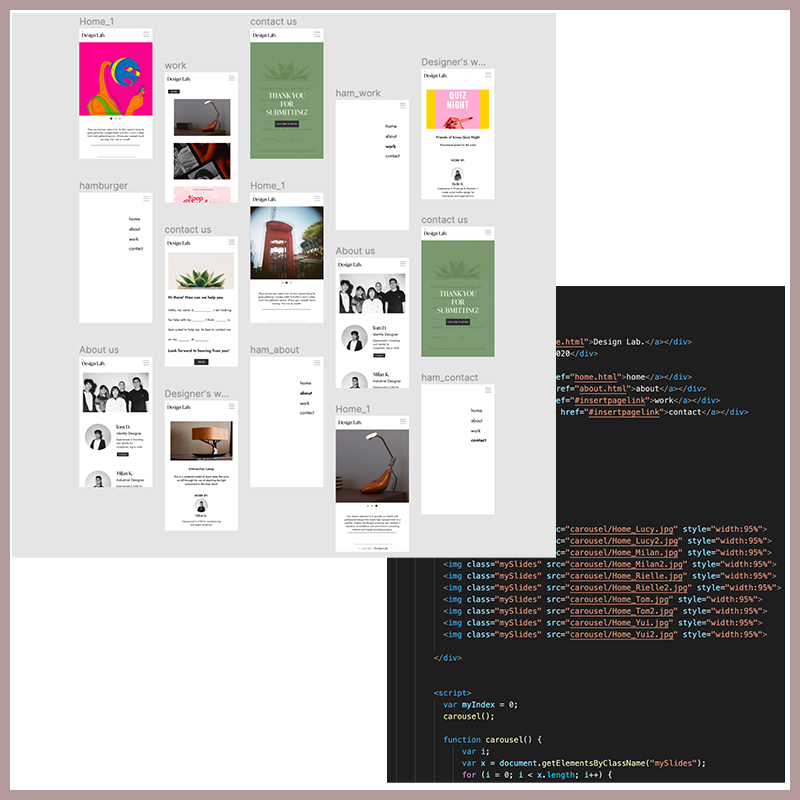 Home_1
Design Lab.
hamburger
Design Lab.
home
about
work
contact
About us
Design Lab.
Tom D.
Identity Designer
Milan K.
Industrial Designer
work
Design Lab.
contact us
Design Lab.
Hi there! How can we help you.
Look forward to hearing from you!
Designer's w...
Design Lab.
Interactive Lamp
WORK BY:
Milan K.
contact us
Design Lab.
THANK YOU
FOR
SUBMITTING!
Home_1
Design Lab.
ham_about
home
about
work
contact
ham_work
home
about
work
contact
About us
Design Lab.
Tom D.
Identity Designer
Milan K.
Industrial Designer
Home_1
Design Lab.
Designer's w...
Design Lab.
QUIZ
NIGHT
Friends of Kome Quiz Night
WORK BY:
contact us
Design Lab.
THANK YOU
FOR
SUBMITTING!
ham_contact
home
about
work
contact
e.html">Design Lab.</a></div>
020</div>
ef="home.html">home</a></div>
ref="about.html">about</a></div>
ef="#insertpagelink">work</a></div>
href="#insertpagelink">contact</a></div>
c="carousel/Home_Lucy.jpg" style="width:95%">
c="carousel/Home_Lucy2.jpg" style="width:95%">
c="carousel/Home_Milan.jpg" style="width:95%">
<img class="mySlides" src="carousel/Home_Milan2.jpg" style="width:95%">
<img class="mySlides" src="carousel/Home_Rielle.jpg" style="width:95%">
<img class="mySlides" src="carousel/Home_Rielle2.jpg" style="width:95%">
<img class="mySlides" src="carousel/Home_Tom.jpg" style="width:95%">
<img class="mySlides" src="carousel/Home_Tom2.jpg" style="width:95%">
<img class="mySlides" src="carousel/Home_Yui.jpg" style="width:95%">
<img class="mySlides" src="carousel/Home_Yui2.jpg" style="width:95%">
</div>
<script>
var myIndex = 0;
carousel();
function carousel() {
var i;
var x = document.getElementsByClassName("mySlides");
for (i = 0; i < x.length; i++) {